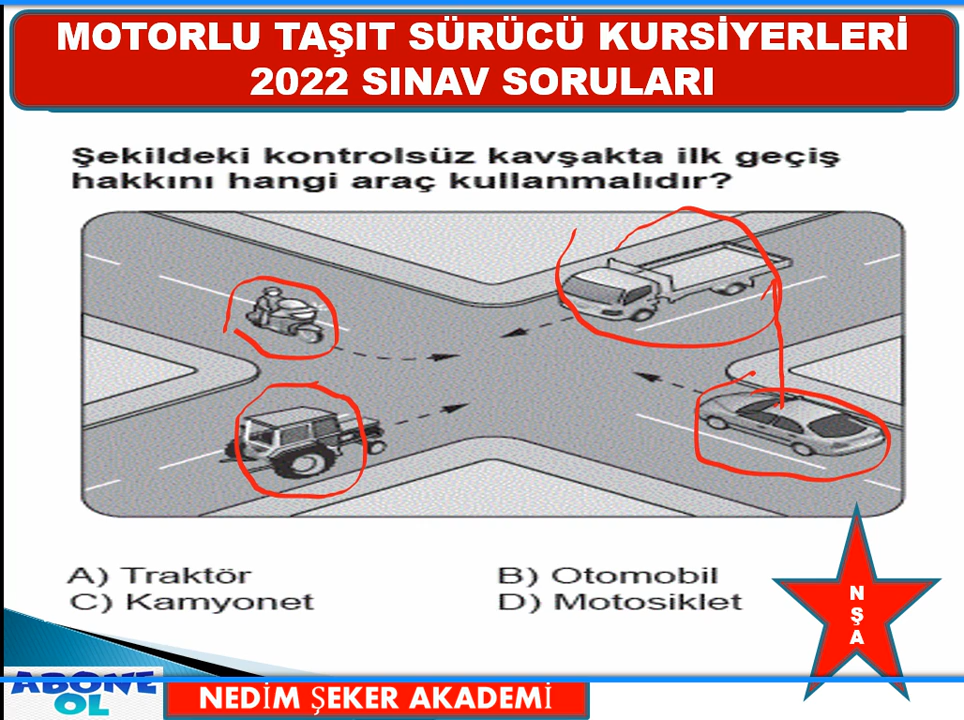 MOTORLU TAŞIT SÜRÜCÜ KURSİYERLERİ
2022 SINAV SORULARI
Şekildeki kontrolsüz kavşakta ilk geçiş
hakkını hangi araç kullanmalıdır?
A) Traktör
B) Otomobil
C) Kamyonet
D) Motosiklet
N
Ş
A
ABONE
OL
NEDİM ŞEKER AKADEMİ